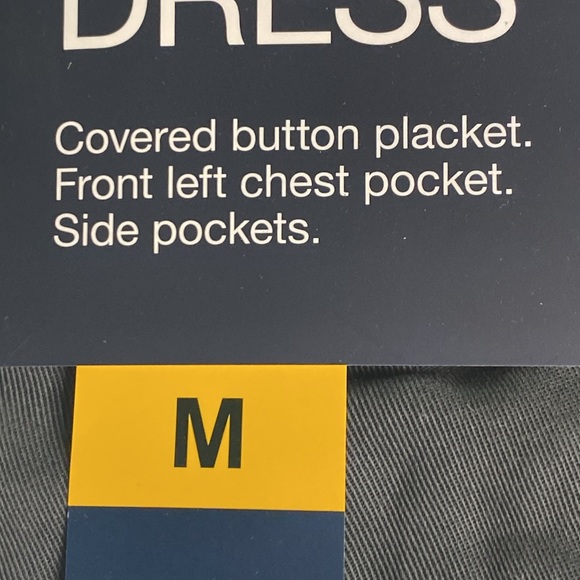 DRESS
Covered button placket.
Front left chest pocket.
Side pockets.
M